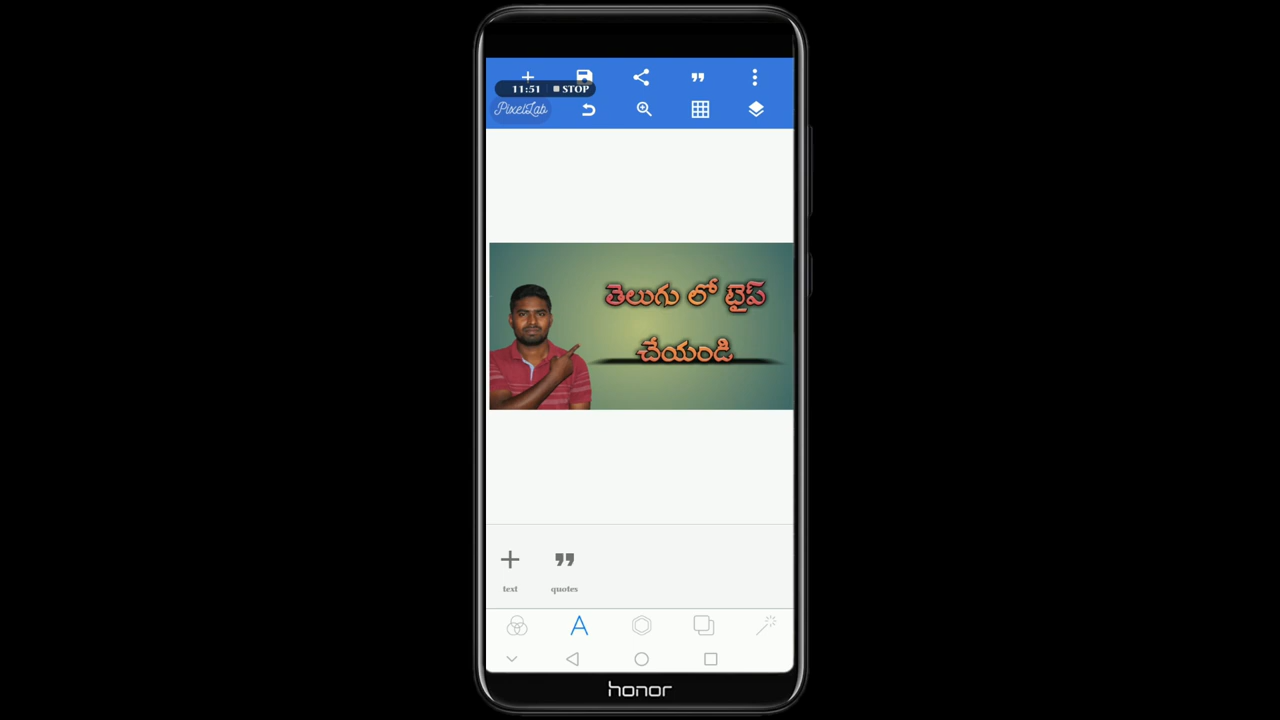 11:51 STOP
PixelLab
తెలుగు లో టైప్
చేయండి
text quotes
honor